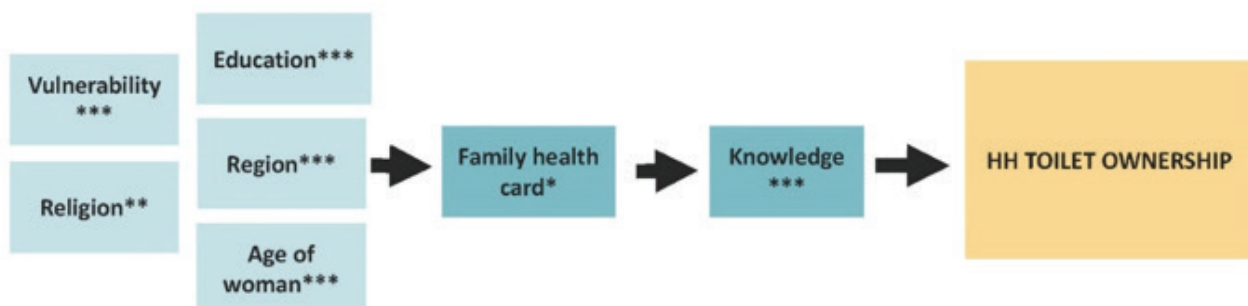 Vulnerability
***
Religion**
Education***
Region***
Age of
woman***
Family health
card*
Knowledge
***
HH TOILET OWNERSHIP